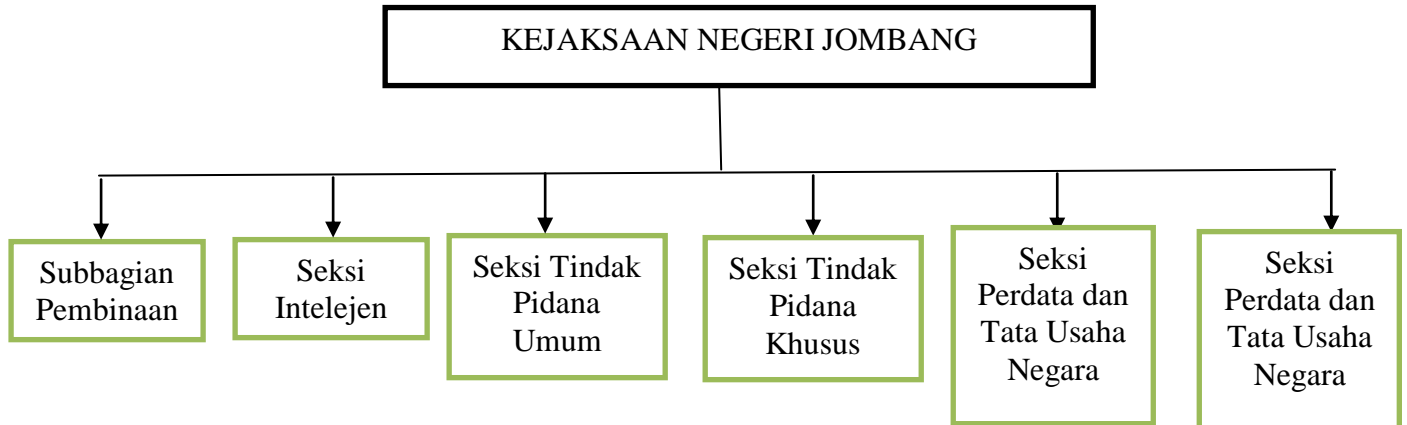 KEJAKSAAN NEGERI JOMBANG
Subbagian
Pembinaan
Seksi
Intelejen
Seksi Tindak
Pidana
Umum
Seksi Tindak
Pidana
Khusus
Seksi
Perdata dan
Tata Usaha
Negara
Seksi
Perdata dan
Tata Usaha
Negara